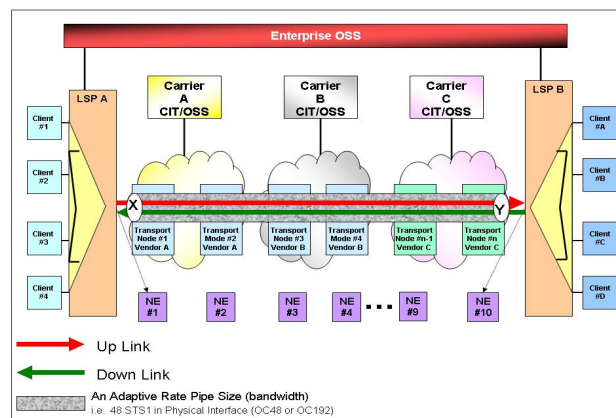 Enterprise OSS
LSP A
LSP B
Carrier
A
CIT/OSS
Carrier
B
CIT/OSS
Carrier
C
CIT/OSS
Client
#1
Client
#2
Client
#3
Client
#4
Client
#A
Client
#B
Client
#C
Client
#D
X
Y
Transport
Node #1
Vendor A
Transport
Mode #2
Vendor A
Transport
Node #3
Vendor B
Transport
Mode #4
Vendor B
Transport
Node #n-1
Vendor C
Transport
Node #n
Vendor C
NE
#1
NE
#2
NE
#3
NE
#4
NE
#9
NE
#10
Up Link
Down Link
An Adaptive Rate Pipe Size (bandwidth)
i.e. 48 STS1 in Physical Interface (OC48 or OC192)